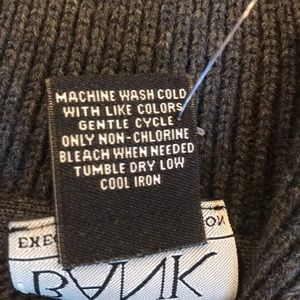 MACHINE WASH COLD
WITH LIKE COLORS
GENTLE CYCLE
ONLY NON-CHLORINE
BLEACH WHEN NEEDED
TUMBLE DRY LOW
COOL IRON